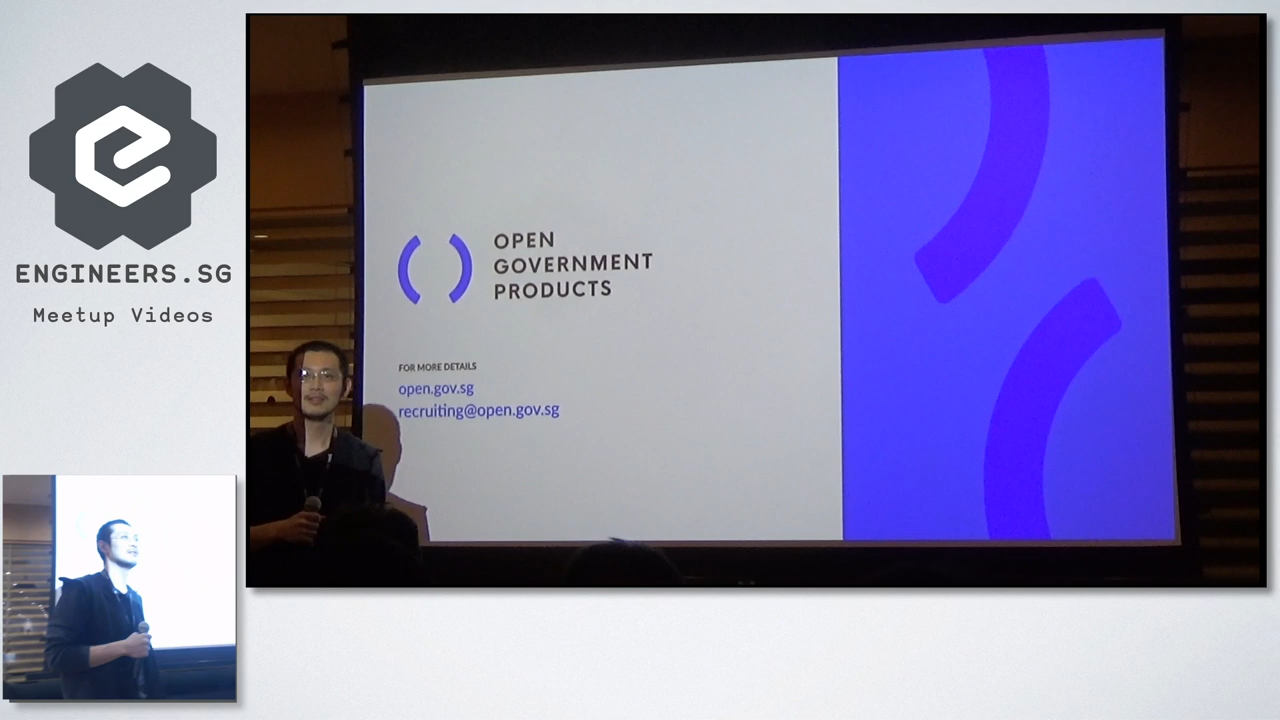 ENGINEERS.SG
Meetup Videos
OPEN
GOVERNMENT
PRODUCTS
FOR MORE DETAILS
open.gov.sg
recruiting@open.gov.sg